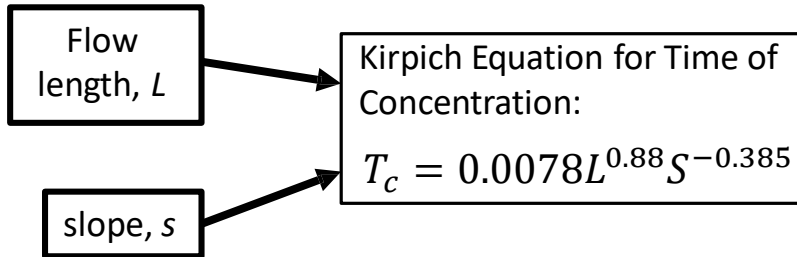 Flow
length, L
Kirpich Equation for Time of
Concentration:
T_c = 0.0078L^{0.88}S^{-0.385}
slope, s